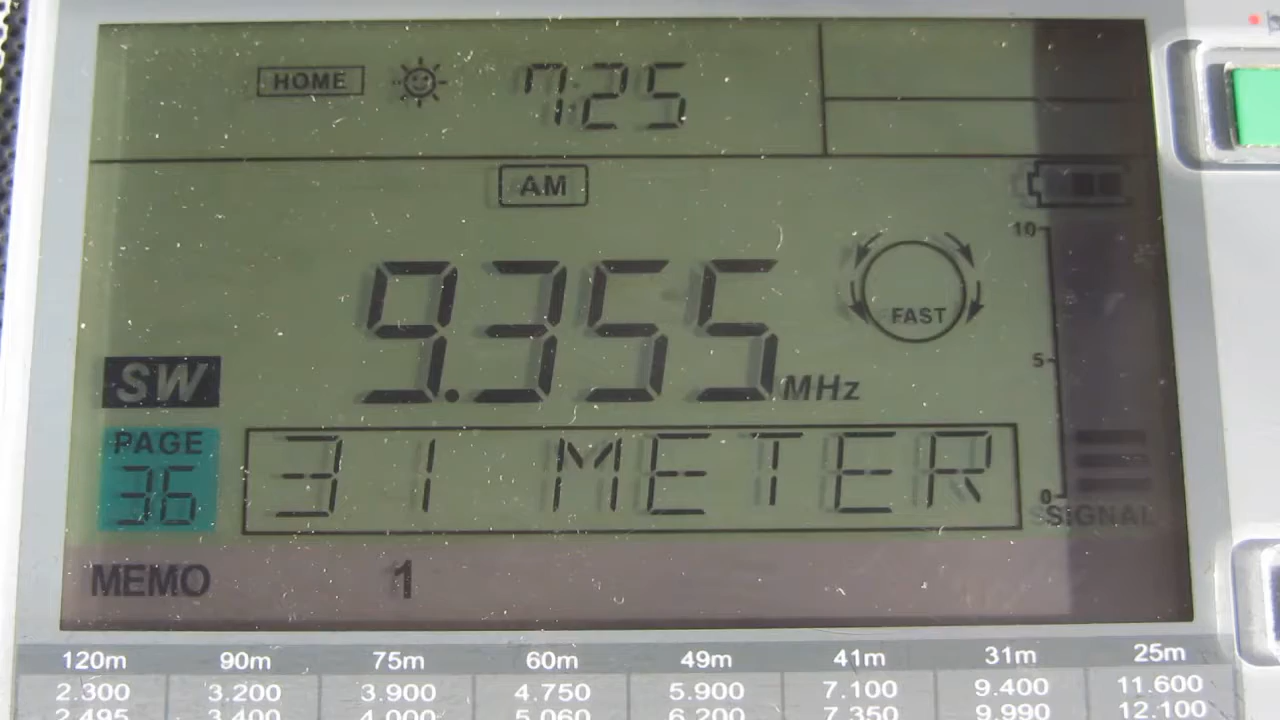 HOME 7:25
AM
10
9.355 MHz
FAST
5
SW
PAGE
36
31 METER
0
SIGNAL
MEMO 1
120m 90m 75m 60m 49m 41m 31m 25m
2.300 3.200 3.900 4.750 5.900 7.100 9.400 11.600
2.495 3.400 4.000 5.060 6.200 7.350 9.990 12.100